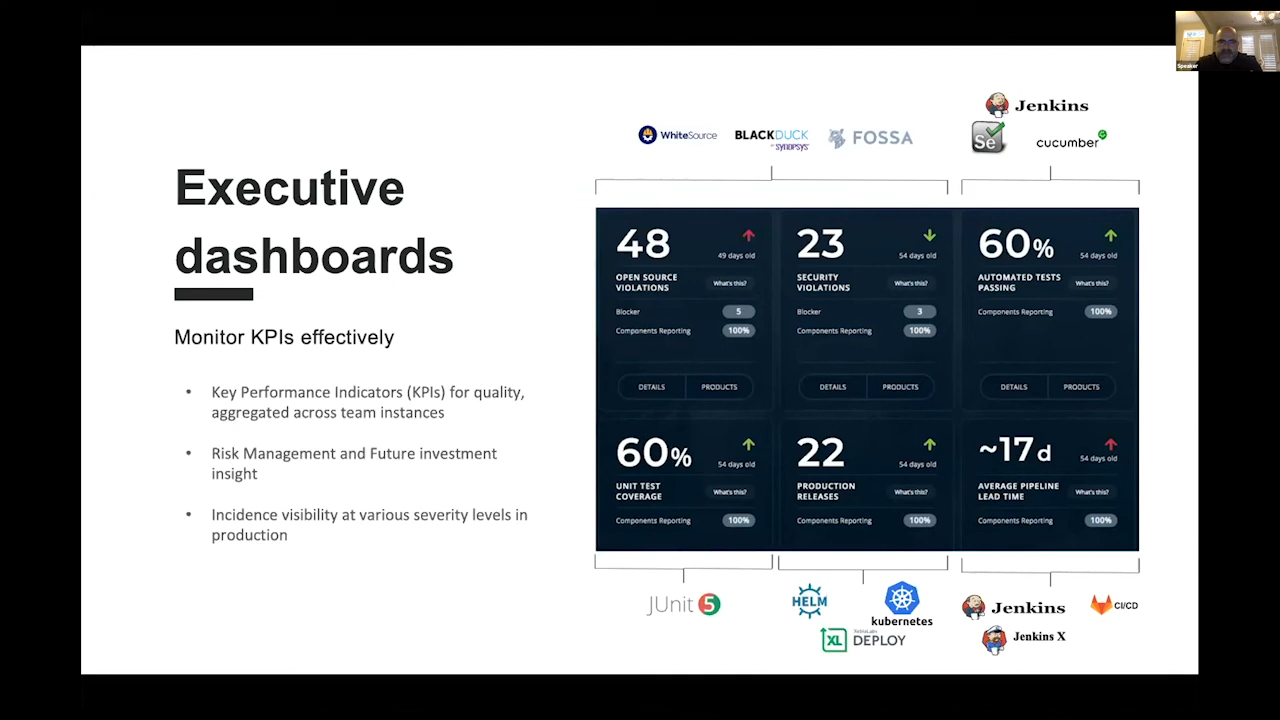 Speaker
Executive
dashboards
Monitor KPIs effectively
• Key Performance Indicators (KPIs) for quality,
aggregated across team instances
• Risk Management and Future investment
insight
• Incidence visibility at various severity levels in
production
WhiteSource
BLACKDUCK
BY SYNOPSYS
FOSSA
Jenkins
Se
cucumber
48
49 days old
OPEN SOURCE
VIOLATIONS
What's this?
Blocker 5
Components Reporting 100%
DETAILS PRODUCTS
23
54 days old
SECURITY
VIOLATIONS
What's this?
Blocker 3
Components Reporting 100%
DETAILS PRODUCTS
60%
54 days old
AUTOMATED TESTS
PASSING
What's this?
Components Reporting 100%
DETAILS PRODUCTS
60%
54 days old
UNIT TEST
COVERAGE
What's this?
Components Reporting 100%
22
54 days old
PRODUCTION
RELEASES
What's this?
Components Reporting 100%
~17 d
54 days old
AVERAGE PIPELINE
LEAD TIME
What's this?
Components Reporting 100%
JUnit 5
HELM
kubernetes
XL
XebiaLabs
DEPLOY
Jenkins
CI/CD
Jenkins X